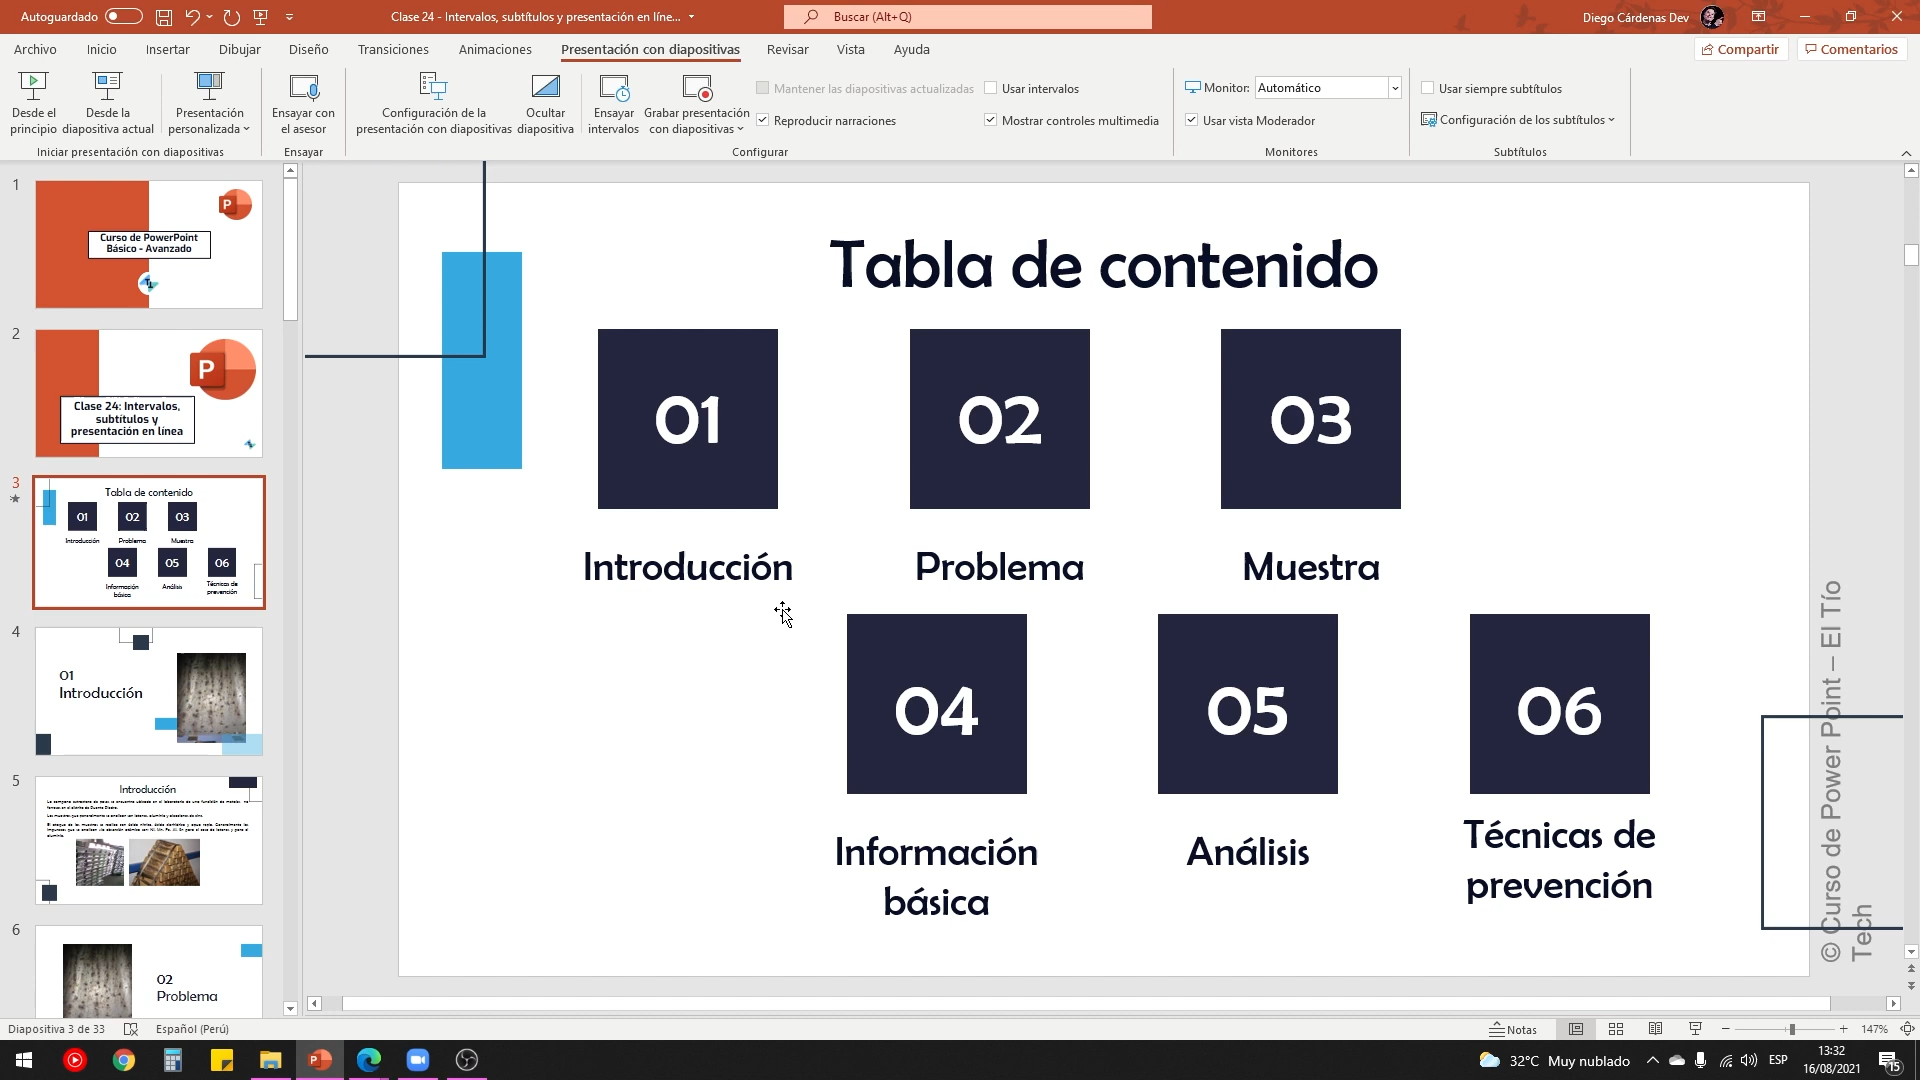 Autoguardado
Clase 24 - Intervalos, subtítulos y presentación en líne...
Buscar (Alt+Q)
Diego Cárdenas Dev
Archivo
Inicio
Insertar
Dibujar
Diseño
Transiciones
Animaciones
Presentación con diapositivas
Revisar
Vista
Ayuda
Compartir
Comentarios
Desde el
principio
Desde la
diapositiva actual
Presentación
personalizada
Iniciar presentación con diapositivas
Ensayar con
el asesor
Ensayar
Configuración de la
presentación con diapositivas
Ocultar
diapositiva
Ensayar
intervalos
Grabar presentación
con diapositivas
Mantener las diapositivas actualizadas
Reproducir narraciones
Usar intervalos
Mostrar controles multimedia
Configurar
Monitor:
Automático
Usar vista Moderador
Monitores
Usar siempre subtítulos
Configuración de los subtítulos
Subtítulos
1
Curso de PowerPoint
Básico - Avanzado
P
2
P
Clase 24: Intervalos,
subtítulos y
presentación en línea
3
Tabla de contenido
01
02
03
Introducción
Problema
Muestra
04
05
06
Información
básica
Análisis
Técnicas de
prevención
4
01
Introducción
5
Introducción
6
02
Problema
Tabla de contenido
01
02
03
Introducción
Problema
Muestra
04
05
06
Información
básica
Análisis
Técnicas de
prevención
© Curso de Power Point – El Tío
Tech
Diapositiva 3 de 33
Español (Perú)
Notas
147%
32°C Muy nublado
ESP
13:32
16/08/2021
15